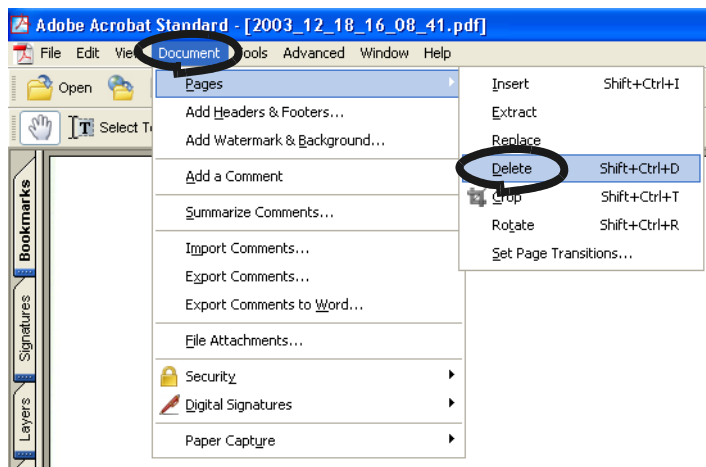 Adobe Acrobat Standard - [2003_12_18_16_08_41.pdf]
File Edit View Document Tools Advanced Window Help
Open
Select
Pages
Add Headers & Footers...
Add Watermark & Background...
Add a Comment
Summarize Comments...
Import Comments...
Export Comments...
Export Comments to Word...
File Attachments...
Security
Digital Signatures
Paper Capture
Insert Shift+Ctrl+I
Extract
Replace
Delete Shift+Ctrl+D
Crop Shift+Ctrl+T
Rotate Shift+Ctrl+R
Set Page Transitions...
Bookmarks
Signatures
Layers